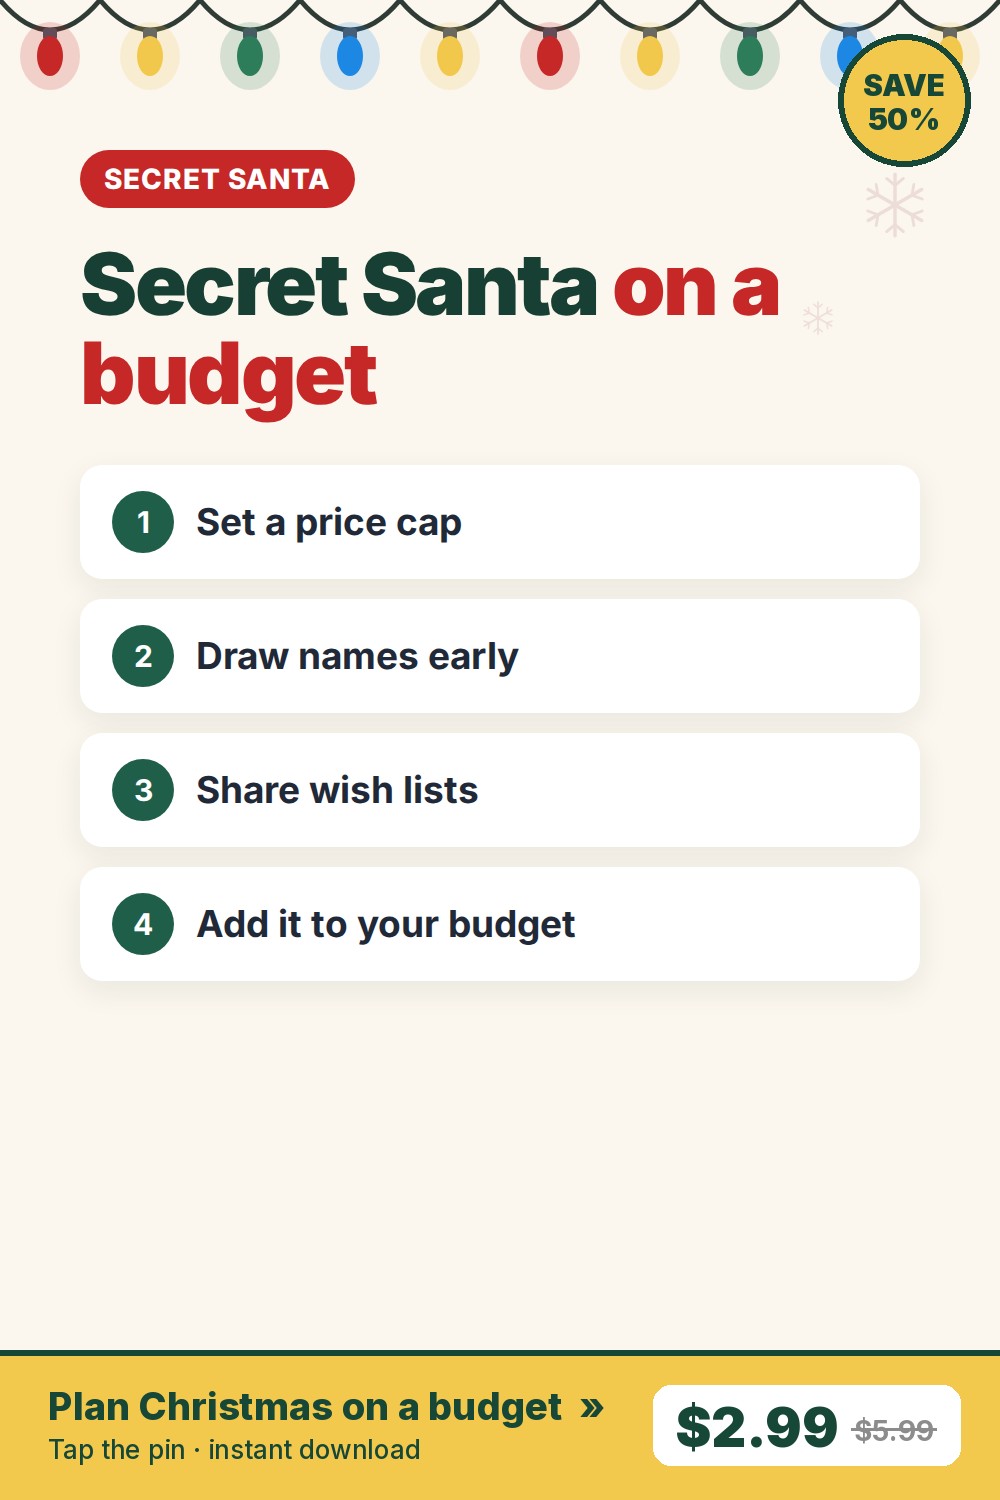 SAVE
50%
SECRET SANTA
Secret Santa on a
budget
1 Set a price cap
2 Draw names early
3 Share wish lists
4 Add it to your budget
Plan Christmas on a budget »
Tap the pin · instant download
$2.99 $5.99